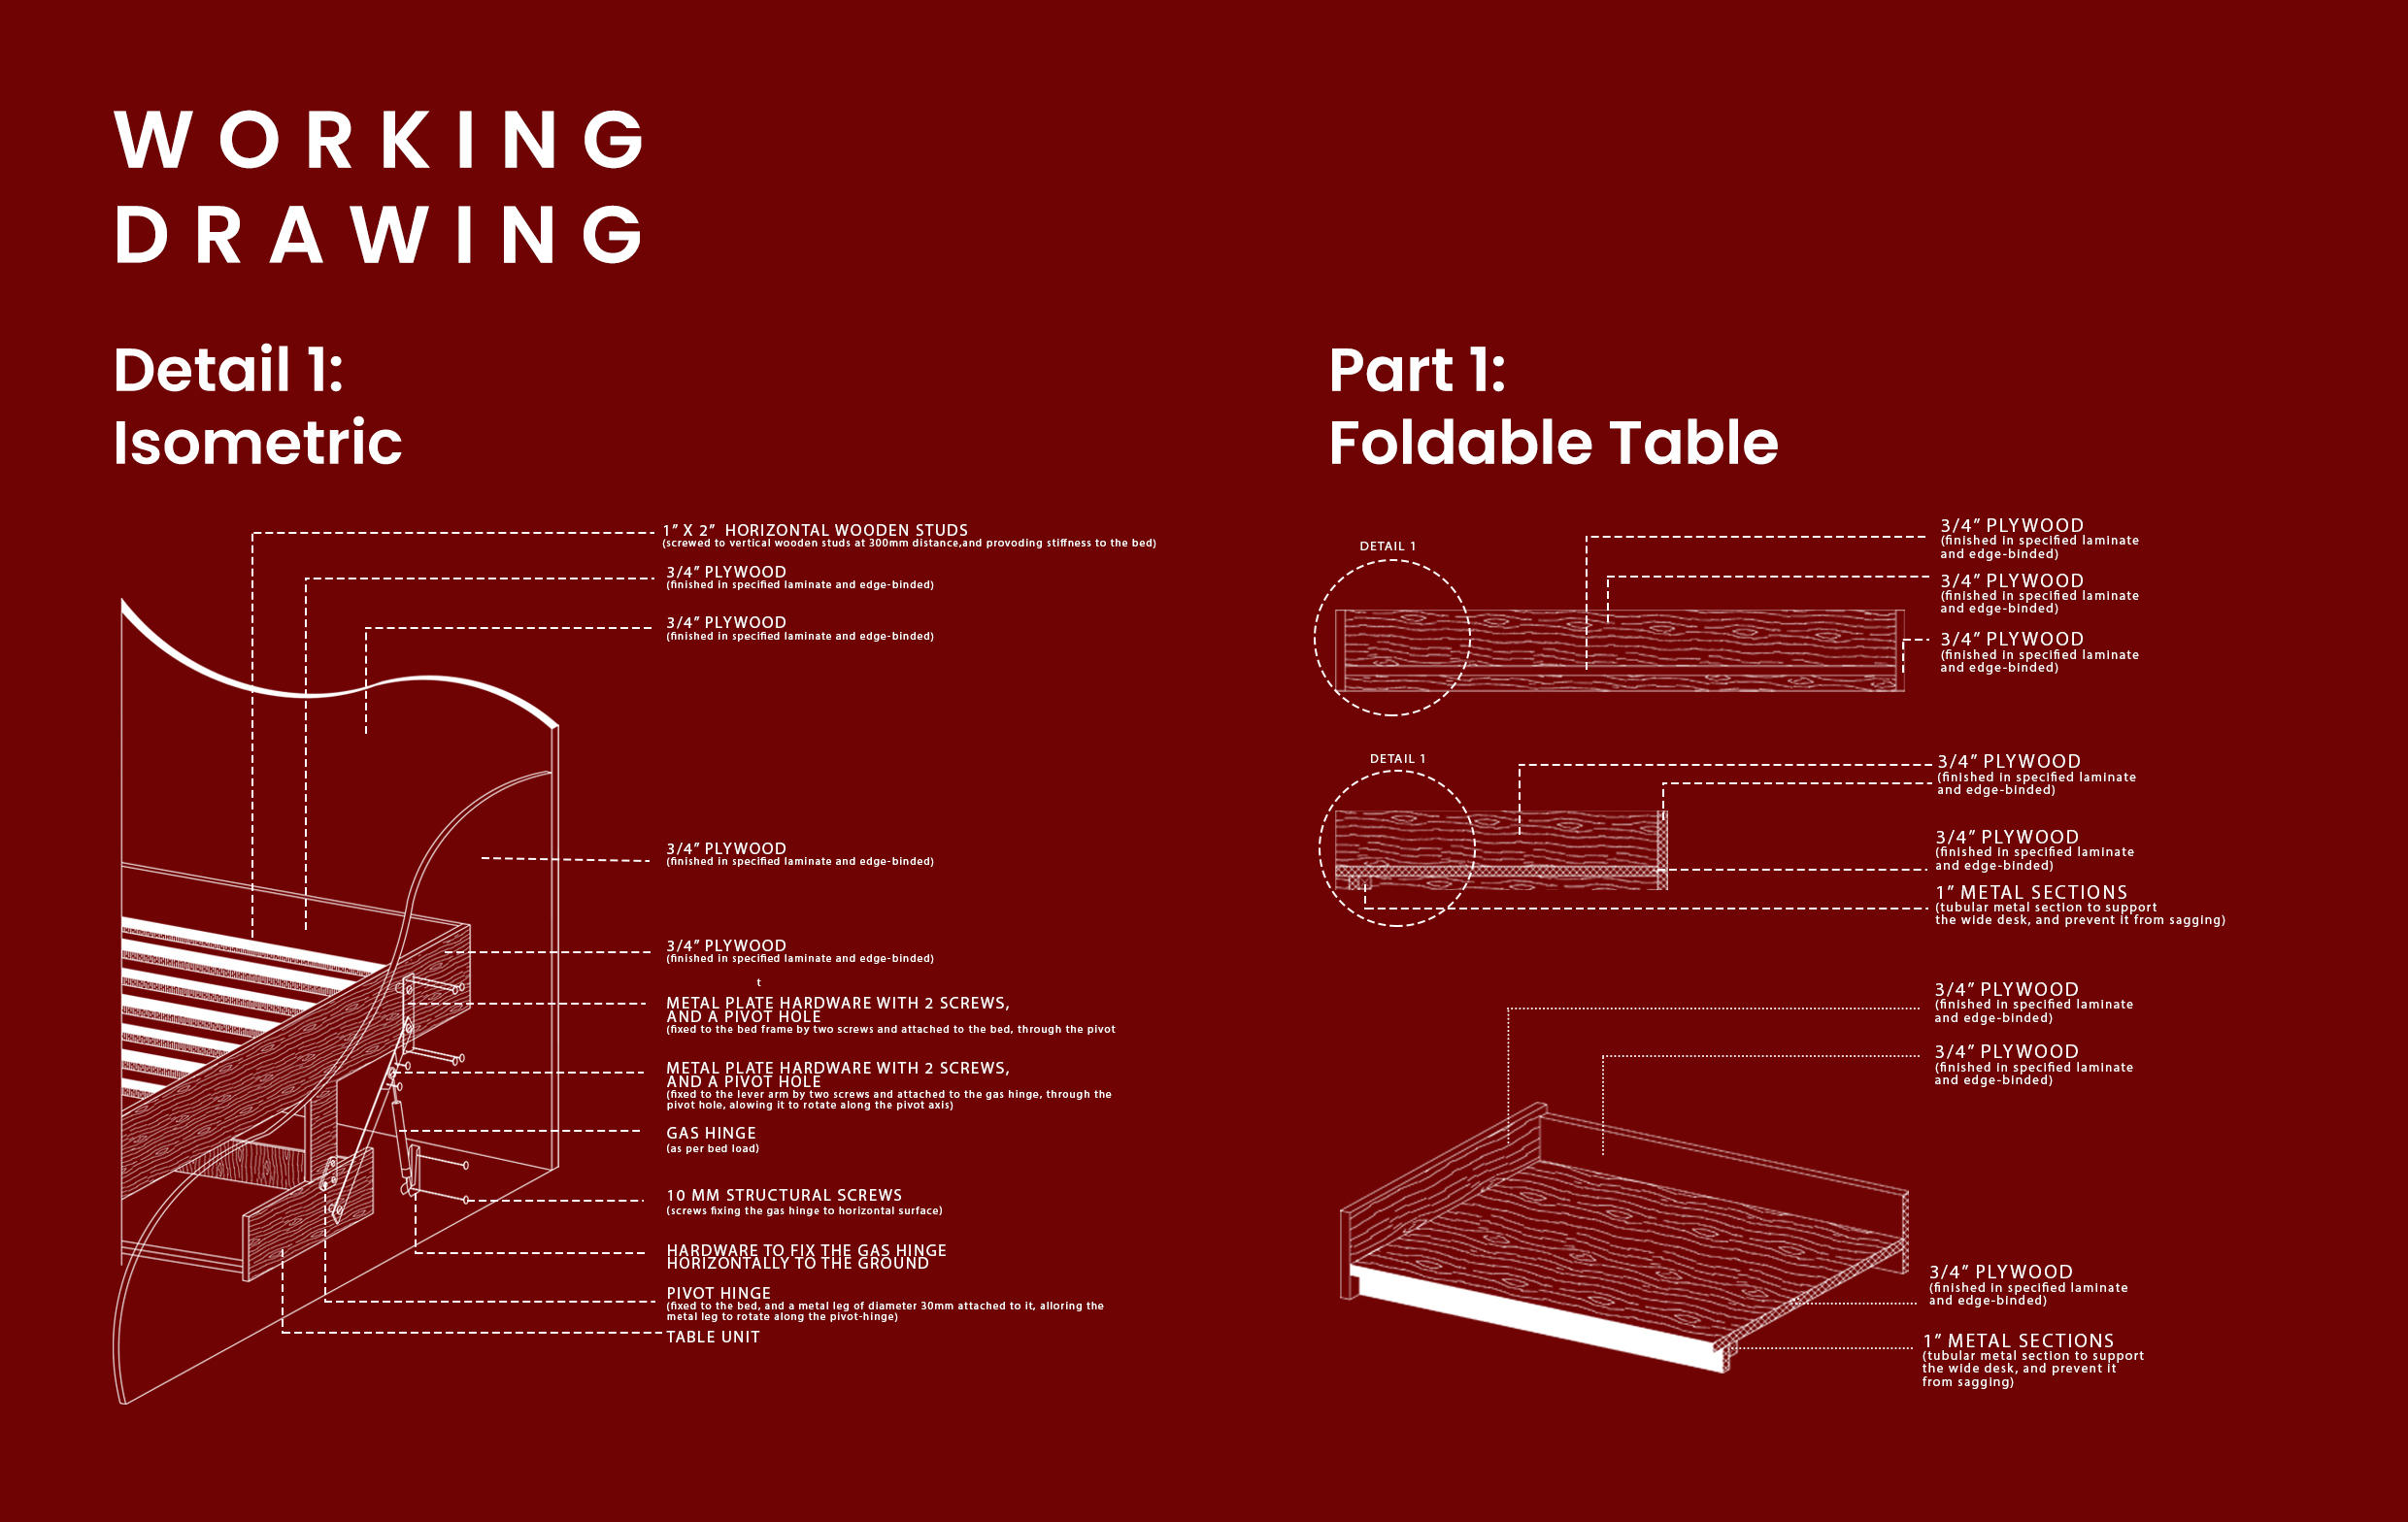 WORKING
DRAWING
Detail 1:
Isometric
1” X 2” HORIZONTAL WOODEN STUDS
(screwed to vertical wooden studs at 300mm distance,and provoding stiffness to the bed)
3/4” PLYWOOD
(finished in specified laminate and edge-binded)
3/4” PLYWOOD
(finished in specified laminate and edge-binded)
3/4” PLYWOOD
(finished in specified laminate and edge-binded)
3/4” PLYWOOD
(finished in specified laminate and edge-binded)
t
METAL PLATE HARDWARE WITH 2 SCREWS,
AND A PIVOT HOLE
(fixed to the bed frame by two screws and attached to the bed, through the pivot
METAL PLATE HARDWARE WITH 2 SCREWS,
AND A PIVOT HOLE
(fixed to the lever arm by two screws and attached to the gas hinge, through the
pivot hole, alowing it to rotate along the pivot axis)
GAS HINGE
(as per bed load)
10 MM STRUCTURAL SCREWS
(screws fixing the gas hinge to horizontal surface)
HARDWARE TO FIX THE GAS HINGE
HORIZONTALLY TO THE GROUND
PIVOT HINGE
(fixed to the bed, and a metal leg of diameter 30mm attached to it, alloring the
metal leg to rotate along the pivot-hinge)
TABLE UNIT
Part 1:
Foldable Table
DETAIL 1
3/4” PLYWOOD
(finished in specified laminate
and edge-binded)
3/4” PLYWOOD
(finished in specified laminate
and edge-binded)
3/4” PLYWOOD
(finished in specified laminate
and edge-binded)
DETAIL 1
3/4” PLYWOOD
(finished in specified laminate
and edge-binded)
3/4” PLYWOOD
(finished in specified laminate
and edge-binded)
1” METAL SECTIONS
(tubular metal section to support
the wide desk, and prevent it from sagging)
3/4” PLYWOOD
(finished in specified laminate
and edge-binded)
3/4” PLYWOOD
(finished in specified laminate
and edge-binded)
3/4” PLYWOOD
(finished in specified laminate
and edge-binded)
1” METAL SECTIONS
(tubular metal section to support
the wide desk, and prevent it
from sagging)